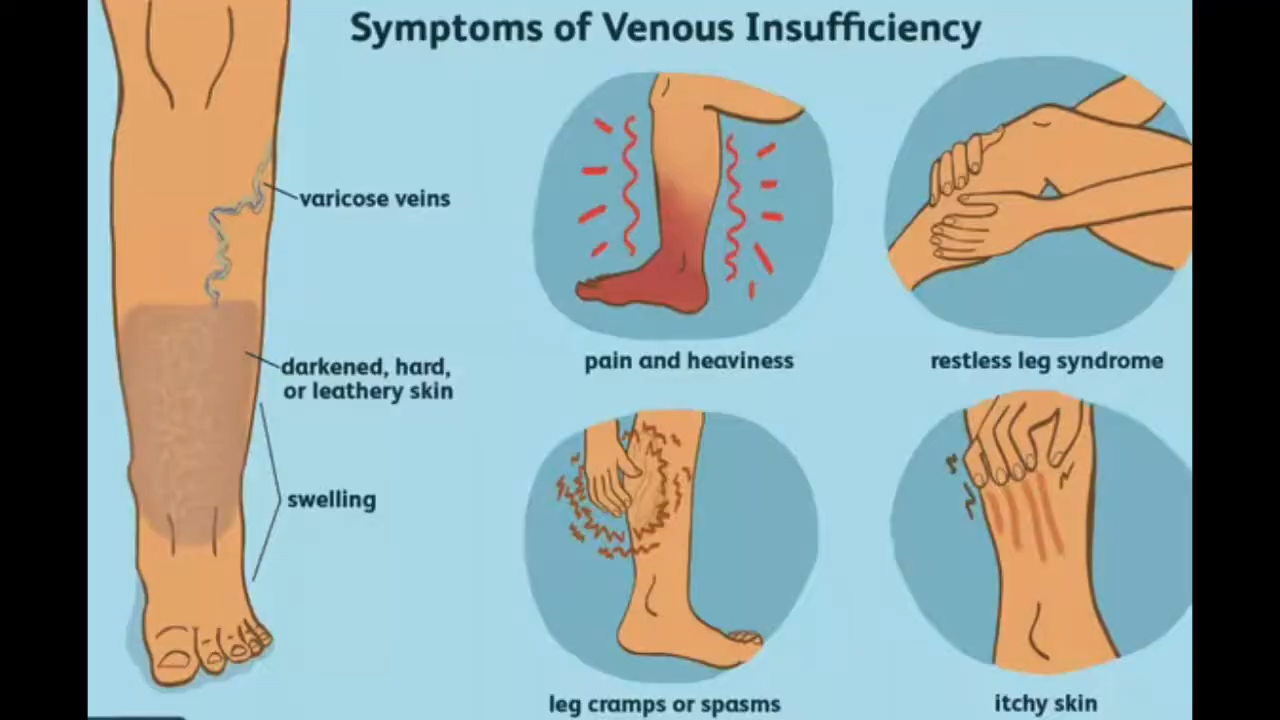 Symptoms of Venous Insufficiency
varicose veins
darkened, hard,
or leathery skin
swelling
pain and heaviness
restless leg syndrome
leg cramps or spasms
itchy skin